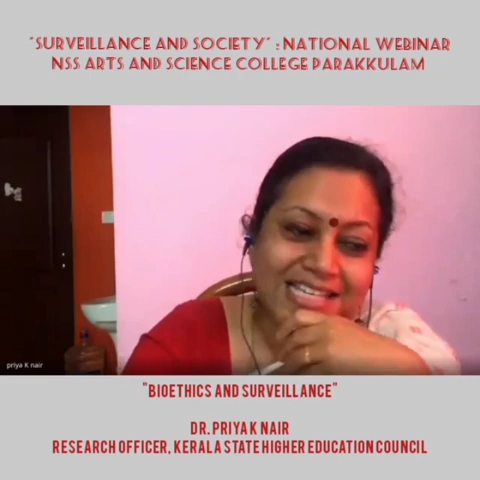 "SURVEILLANCE AND SOCIETY" : NATIONAL WEBINAR
NSS ARTS AND SCIENCE COLLEGE PARAKKULAM
priya K nair
"BIOETHICS AND SURVEILLANCE"
DR. PRIYA K NAIR
RESEARCH OFFICER, KERALA STATE HIGHER EDUCATION COUNCIL